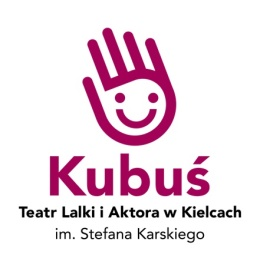 Kubuś
Teatr Lalki i Aktora w Kielcach
im. Stefana Karskiego